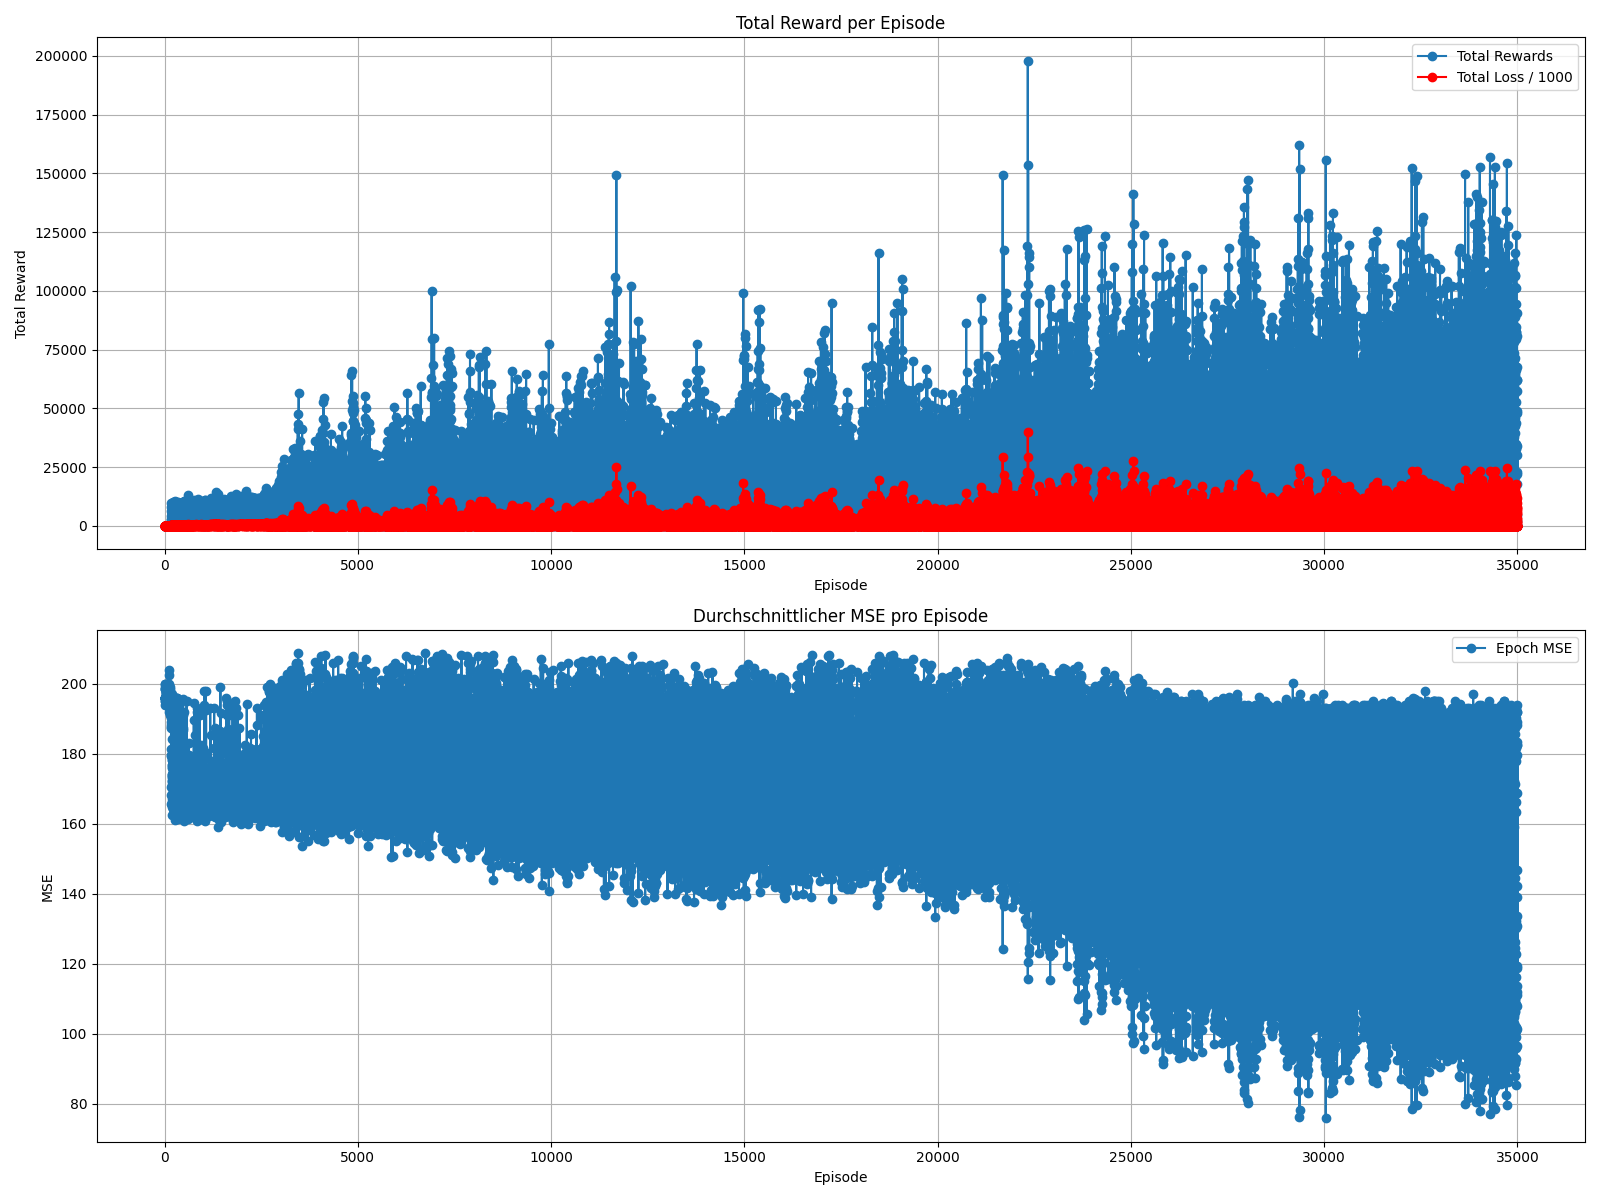 Total Reward per Episode
Total Rewards
Total Loss / 1000
200000
175000
150000
125000
100000
75000
50000
25000
0
Total Reward
0 5000 10000 15000 20000 25000 30000 35000
Episode
Durchschnittlicher MSE pro Episode
Epoch MSE
200
180
160
140
120
100
80
MSE
0 5000 10000 15000 20000 25000 30000 35000
Episode